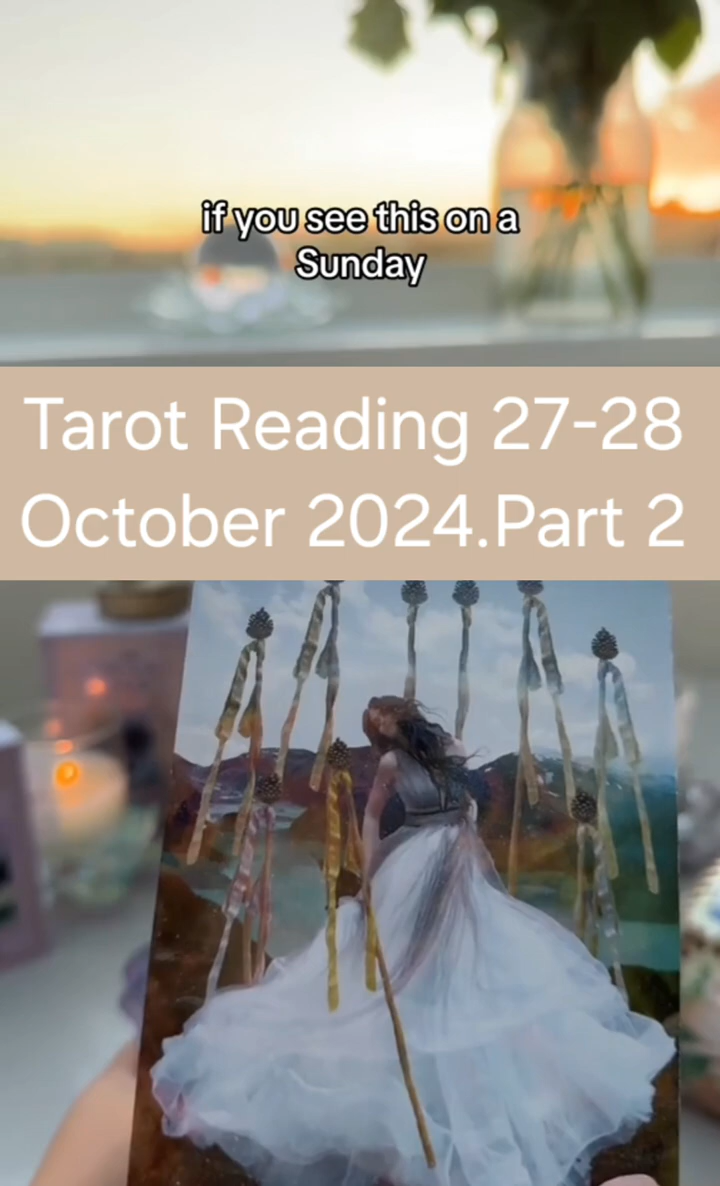 if you see this on a
Sunday
Tarot Reading 27-28
October 2024.Part 2